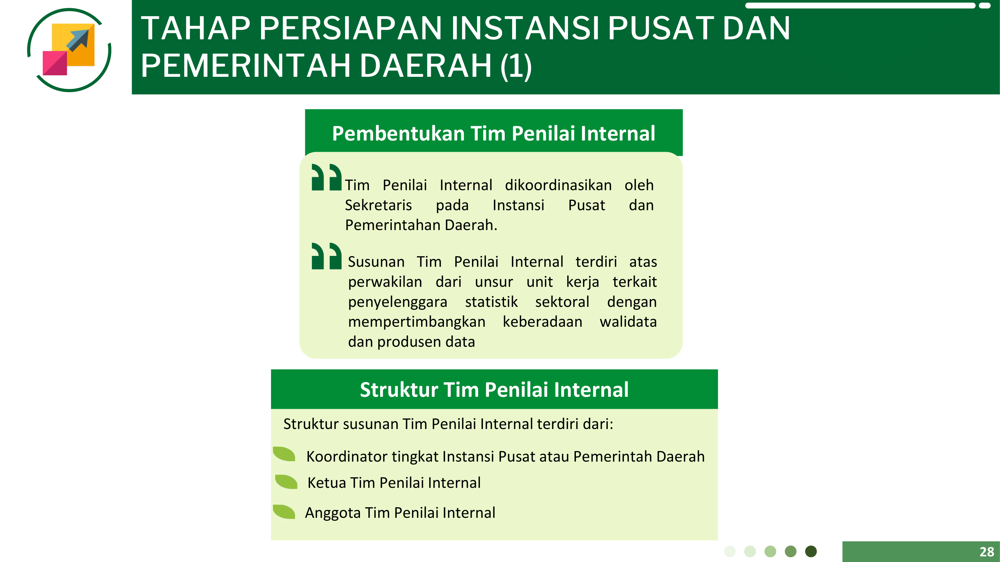 TAHAP PERSIAPAN INSTANSI PUSAT DAN
PEMERINTAH DAERAH (1)
Pembentukan Tim Penilai Internal
Tim Penilai Internal dikoordinasikan oleh
Sekretaris pada Instansi Pusat dan
Pemerintahan Daerah.
Susunan Tim Penilai Internal terdiri atas
perwakilan dari unsur unit kerja terkait
penyelenggara statistik sektoral dengan
mempertimbangkan keberadaan walidata
dan produsen data
Struktur Tim Penilai Internal
Struktur susunan Tim Penilai Internal terdiri dari:
Koordinator tingkat Instansi Pusat atau Pemerintah Daerah
Ketua Tim Penilai Internal
Anggota Tim Penilai Internal
28